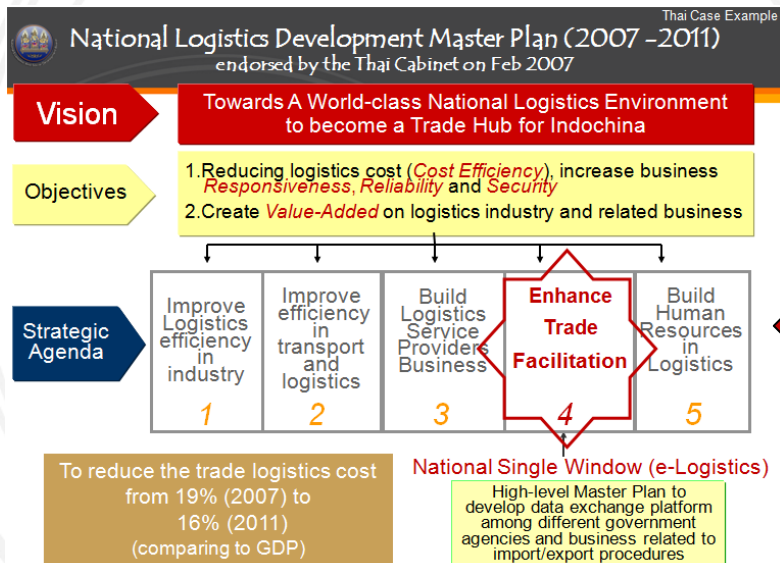 Thai Case Example
National Logistics Development Master Plan (2007 –2011)
endorsed by the Thai Cabinet on Feb 2007
Vision
Towards A World-class National Logistics Environment
to become a Trade Hub for Indochina
Objectives
1.Reducing logistics cost (Cost Efficiency), increase business
Responsiveness, Reliability and Security
2.Create Value-Added on logistics industry and related business
Strategic
Agenda
Improve
Logistics
efficiency
in
industry
1
Improve
efficiency
in
transport
and
logistics
2
Build
Logistics
Service
Providers
Business
3
Enhance
Trade
Facilitation
4
Build
Human
Resources
in
Logistics
5
To reduce the trade logistics cost
from 19% (2007) to
16% (2011)
(comparing to GDP)
National Single Window (e-Logistics)
High-level Master Plan to
develop data exchange platform
among different government
agencies and business related to
import/export procedures